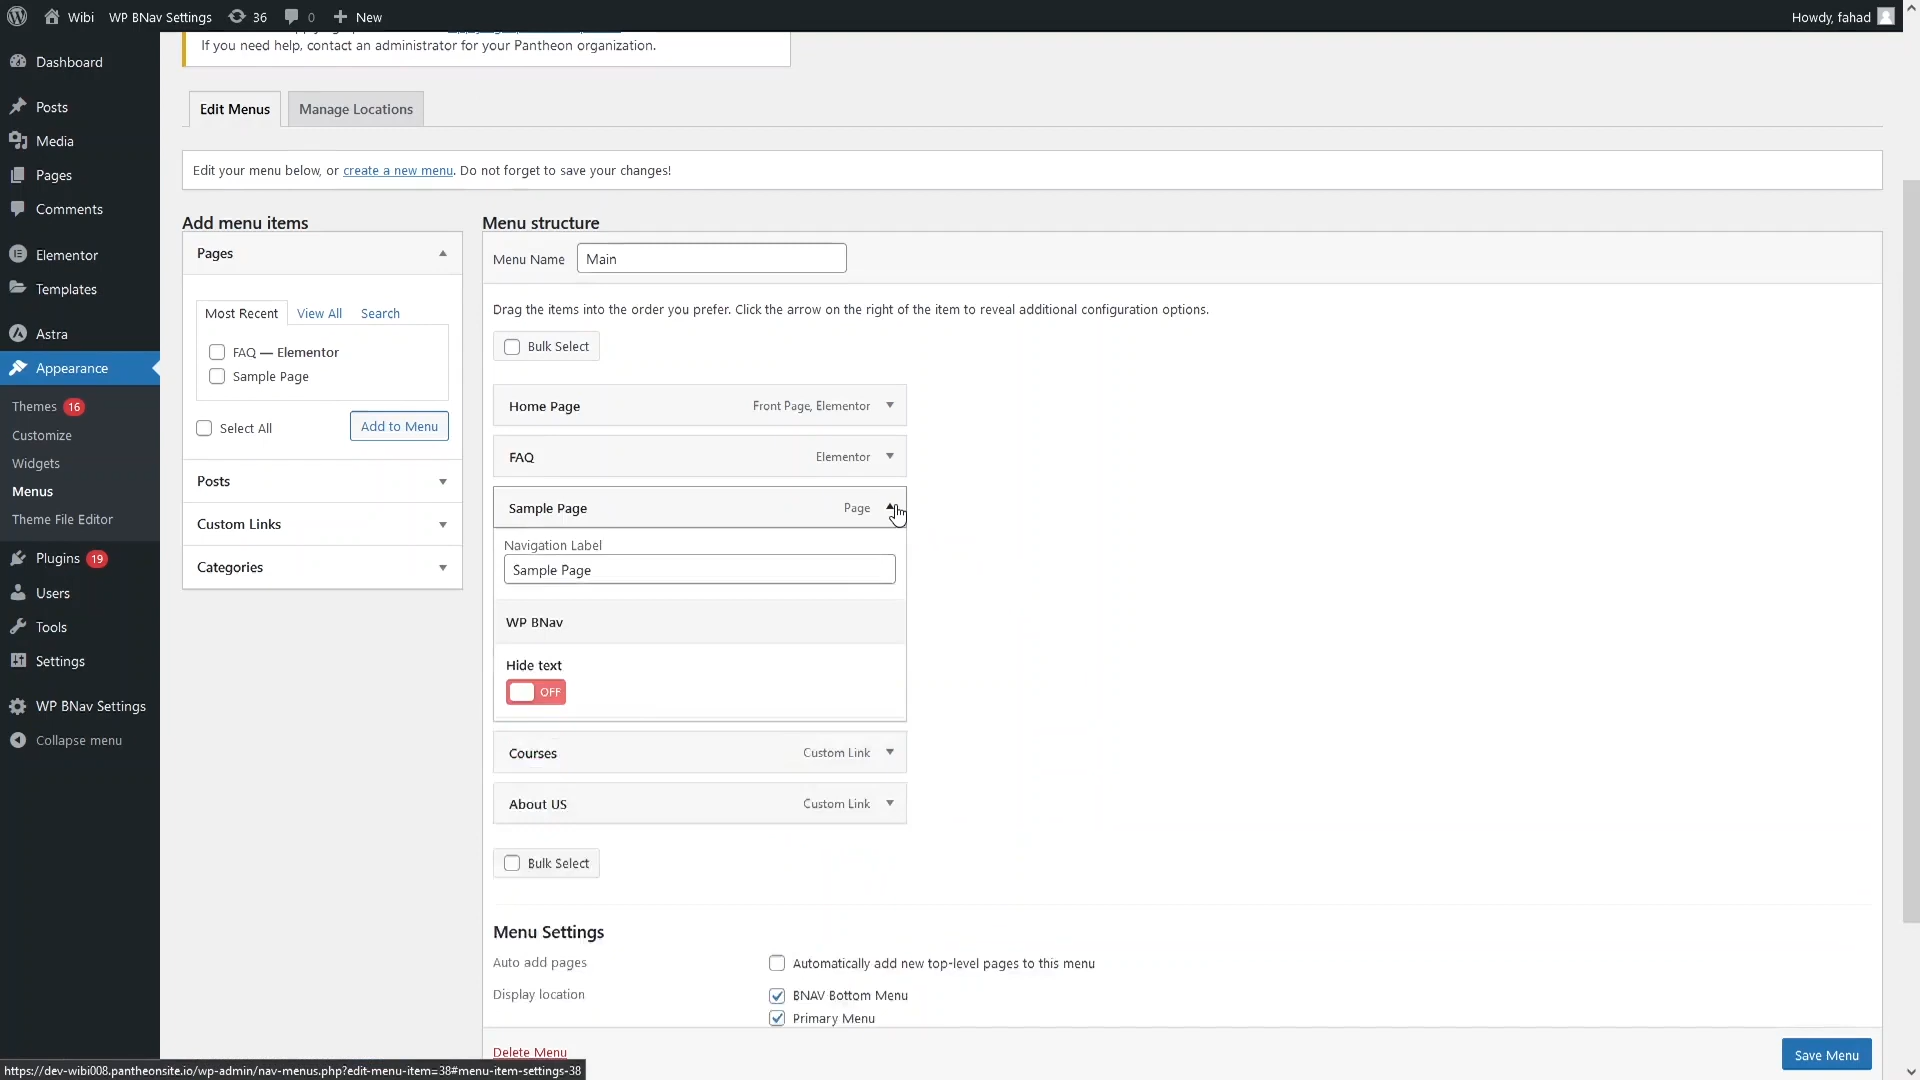 Wibi
WP BNav Settings
36
0
New
Howdy, fahad
Dashboard
Posts
Media
Pages
Comments
Elementor
Templates
Astra
Appearance
Themes 16
Customize
Widgets
Menus
Theme File Editor
Plugins 19
Users
Tools
Settings
WP BNav Settings
Collapse menu
If you need help, contact an administrator for your Pantheon organization.
Edit Menus
Manage Locations
Edit your menu below, or create a new menu. Do not forget to save your changes!
Add menu items
Pages
Most Recent
View All
Search
FAQ — Elementor
Sample Page
Select All
Add to Menu
Posts
Custom Links
Categories
Menu structure
Menu Name
Main
Drag the items into the order you prefer. Click the arrow on the right of the item to reveal additional configuration options.
Bulk Select
Home Page
Front Page, Elementor
FAQ
Elementor
Sample Page
Page
Navigation Label
Sample Page
WP BNav
Hide text
OFF
Courses
Custom Link
About US
Custom Link
Bulk Select
Menu Settings
Auto add pages
Automatically add new top-level pages to this menu
Display location
BNAV Bottom Menu
Primary Menu
Delete Menu
Save Menu
https://dev-wibi008.pantheonsite.io/wp-admin/nav-menus.php?edit-menu-item=38#menu-item-settings-38